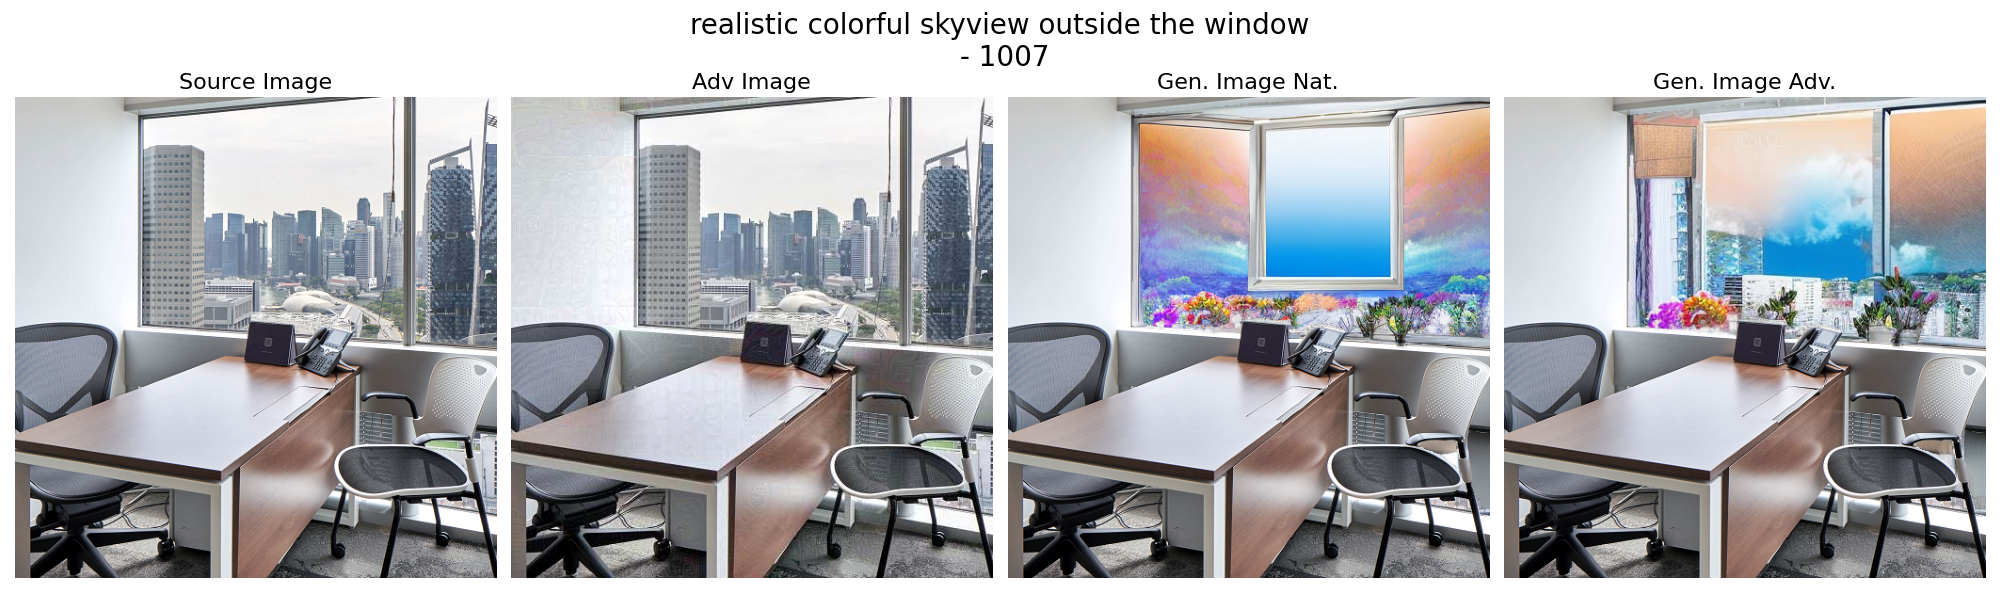 realistic colorful skyview outside the window
- 1007
Source Image
Adv Image
Gen. Image Nat.
Gen. Image Adv.